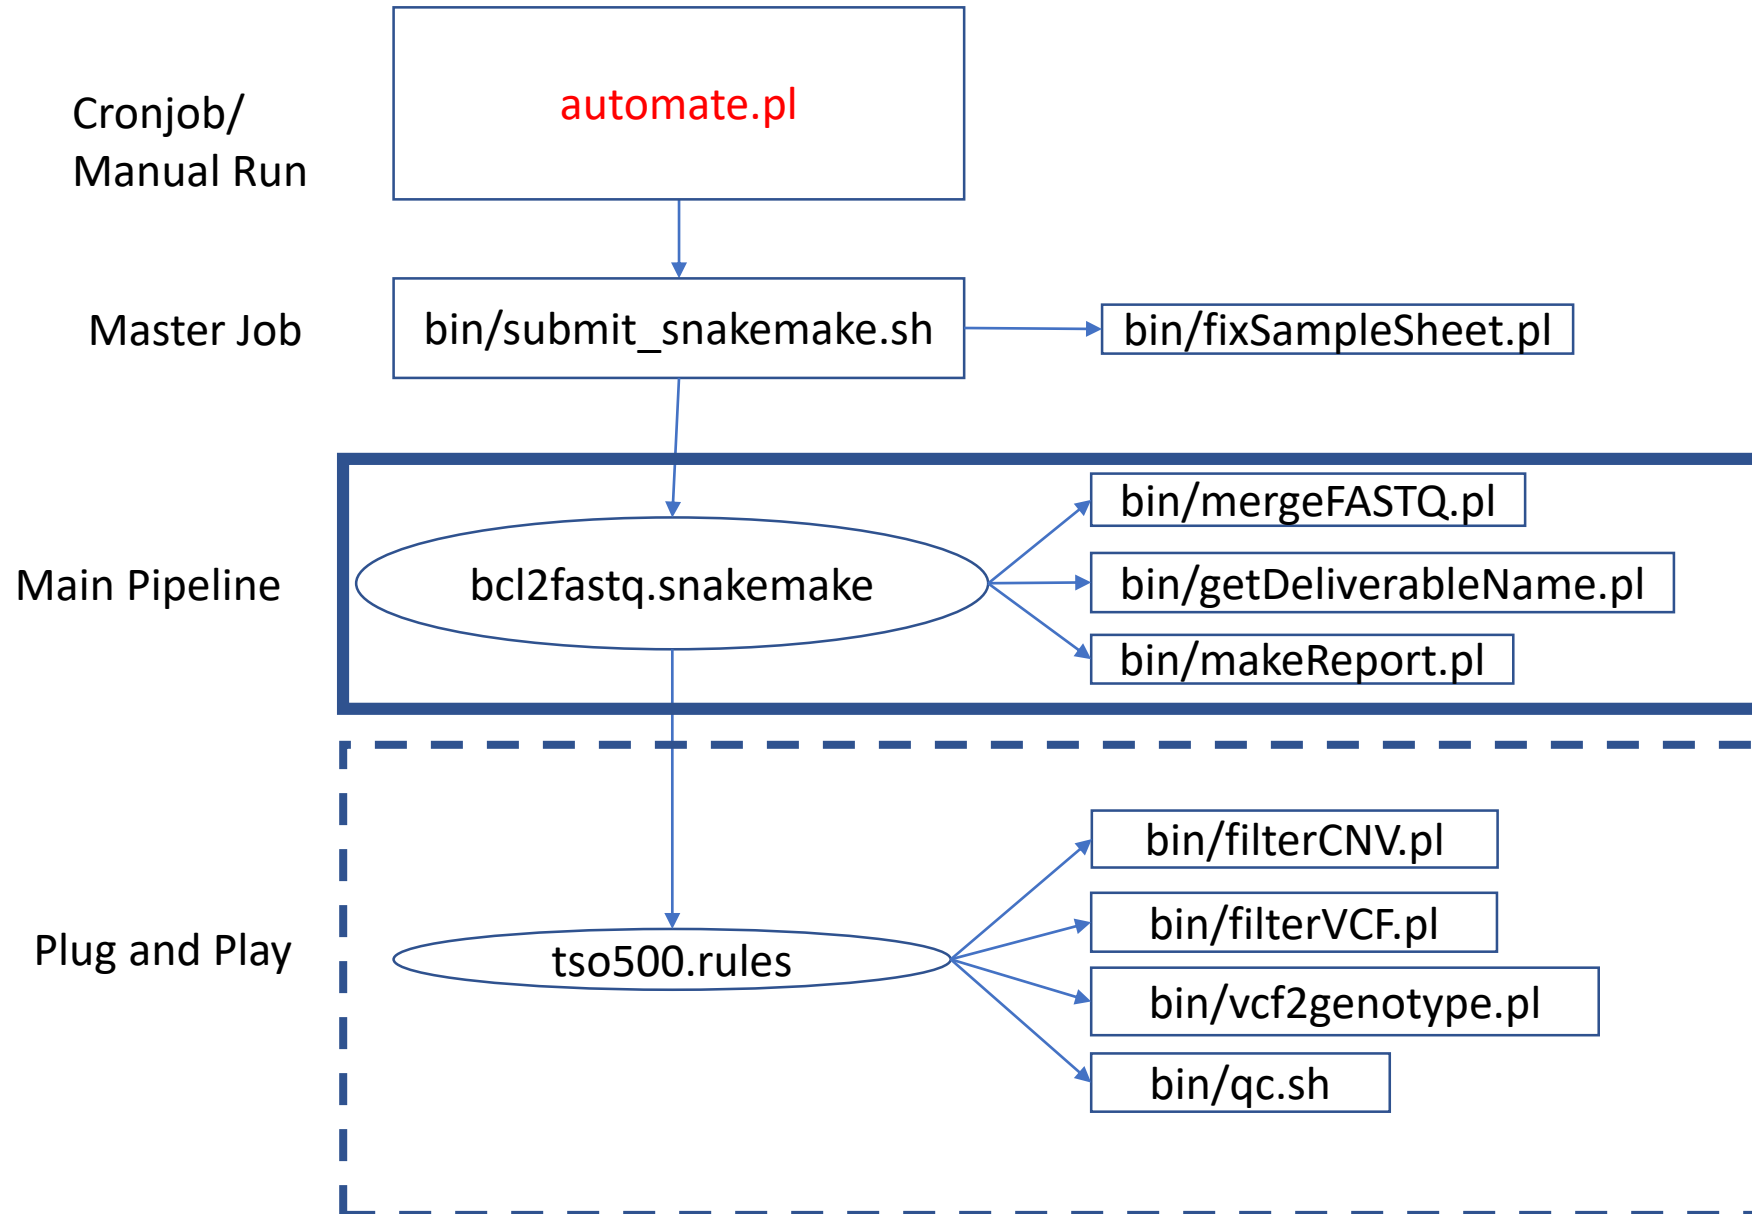 Cronjob/
Manual Run
automate.pl
Master Job
bin/submit_snakemake.sh
bin/fixSampleSheet.pl
Main Pipeline
bcl2fastq.snakemake
bin/mergeFASTQ.pl
bin/getDeliverableName.pl
bin/makeReport.pl
Plug and Play
tso500.rules
bin/filterCNV.pl
bin/filterVCF.pl
bin/vcf2genotype.pl
bin/qc.sh